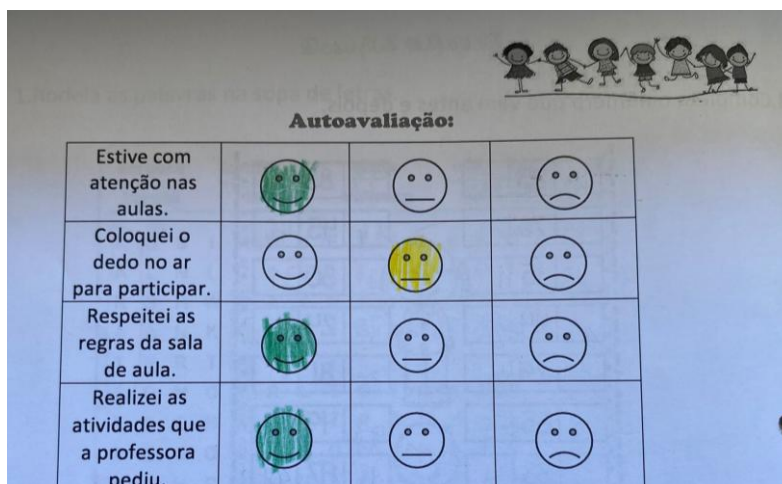 Autoavaliação:
Estive com
atenção nas
aulas.
Coloquei o
dedo no ar
para participar.
Respeitei as
regras da sala
de aula.
Realizei as
atividades que
a professora
pediu.